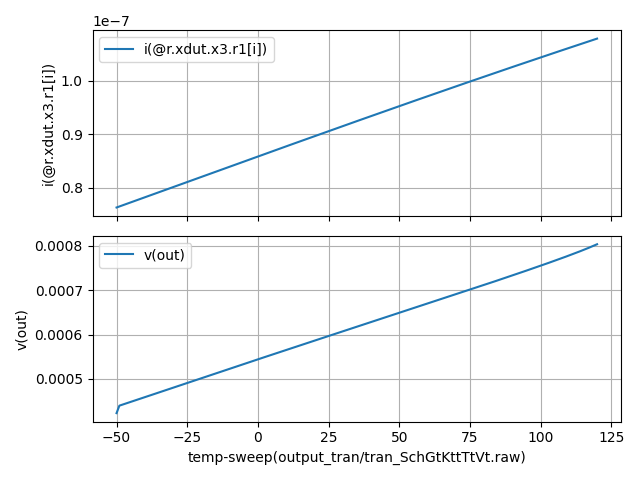 1e−7
i(@r.xdut.x3.r1[i])
1.0
0.9
0.8
i(@r.xdut.x3.r1[i])
v(out)
0.0008
0.0007
0.0006
0.0005
v(out)
−50 −25 0 25 50 75 100 125
temp-sweep(output_tran/tran_SchGtKttTtVt.raw)